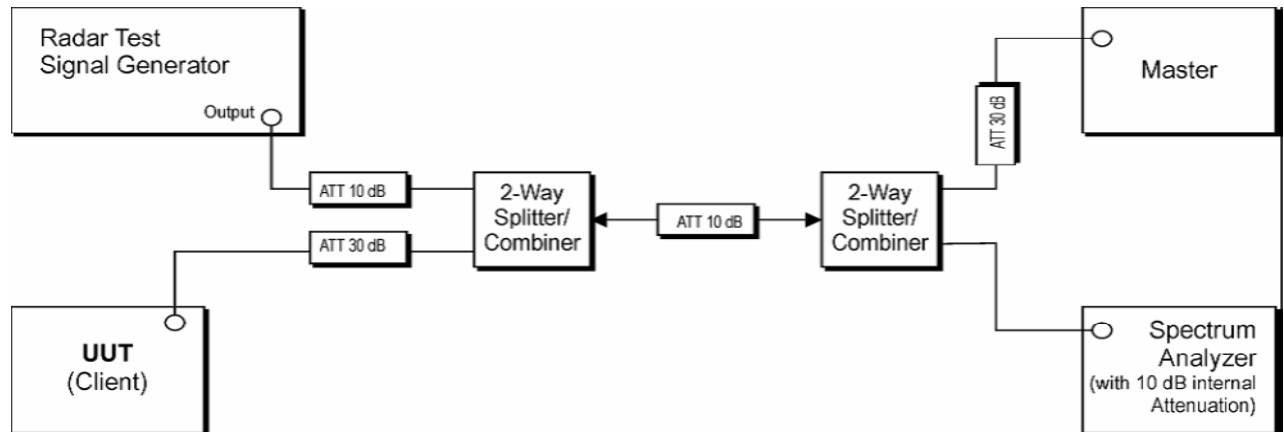 Radar Test
Signal Generator
Output
ATT 10 dB
ATT 30 dB
2-Way
Splitter/
Combiner
ATT 10 dB
2-Way
Splitter/
Combiner
ATT 30 dB
Master
UUT
(Client)
Spectrum
Analyzer
(with 10 dB internal
Attenuation)